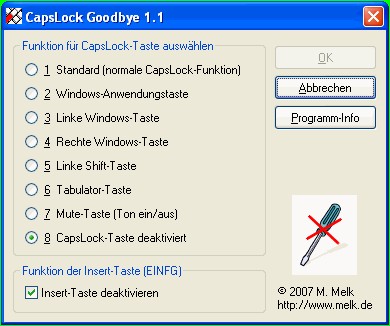 CapsLock Goodbye 1.1
Funktion für CapsLock-Taste auswählen
1 Standard (normale CapsLock-Funktion)
2 Windows-Anwendungstaste
3 Linke Windows-Taste
4 Rechte Windows-Taste
5 Linke Shift-Taste
6 Tabulator-Taste
7 Mute-Taste (Ton ein/aus)
8 CapsLock-Taste deaktiviert
Funktion der Insert-Taste (EINFG)
Insert-Taste deaktivieren
OK
Abbrechen
Programm-Info
© 2007 M. Melk
http://www.melk.de